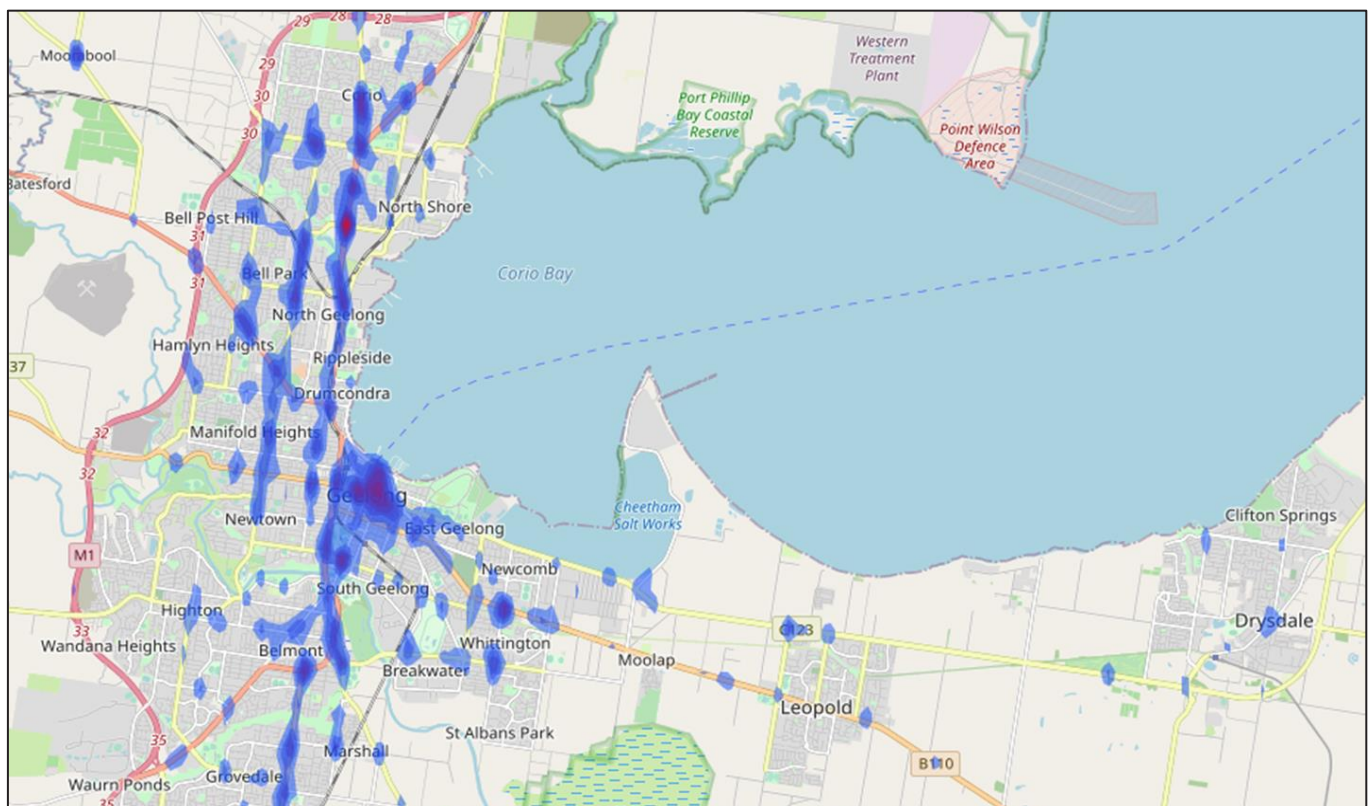 29
28
28
Moorabool
29
Western
Treatment
Plant
30
Corio
Port Phillip
Bay Coastal
Reserve
30
Point Wilson
Defence
Area
Batesford
Bell Post Hill
North Shore
31
Corio Bay
Bell Park
31
North Geelong
Hamlyn Heights
Rippleside
37
Drumcondra
32
Manifold Heights
32
Geelong
Cheetham
Salt Works
Newtown
East Geelong
Clifton Springs
M1
Newcomb
South Geelong
Highton
C123
Drysdale
33
Wandana Heights
Belmont
Whittington
Breakwater
Moolap
Leopold
35
St Albans Park
Marshall
B110
Waurn Ponds
Grovedale
35